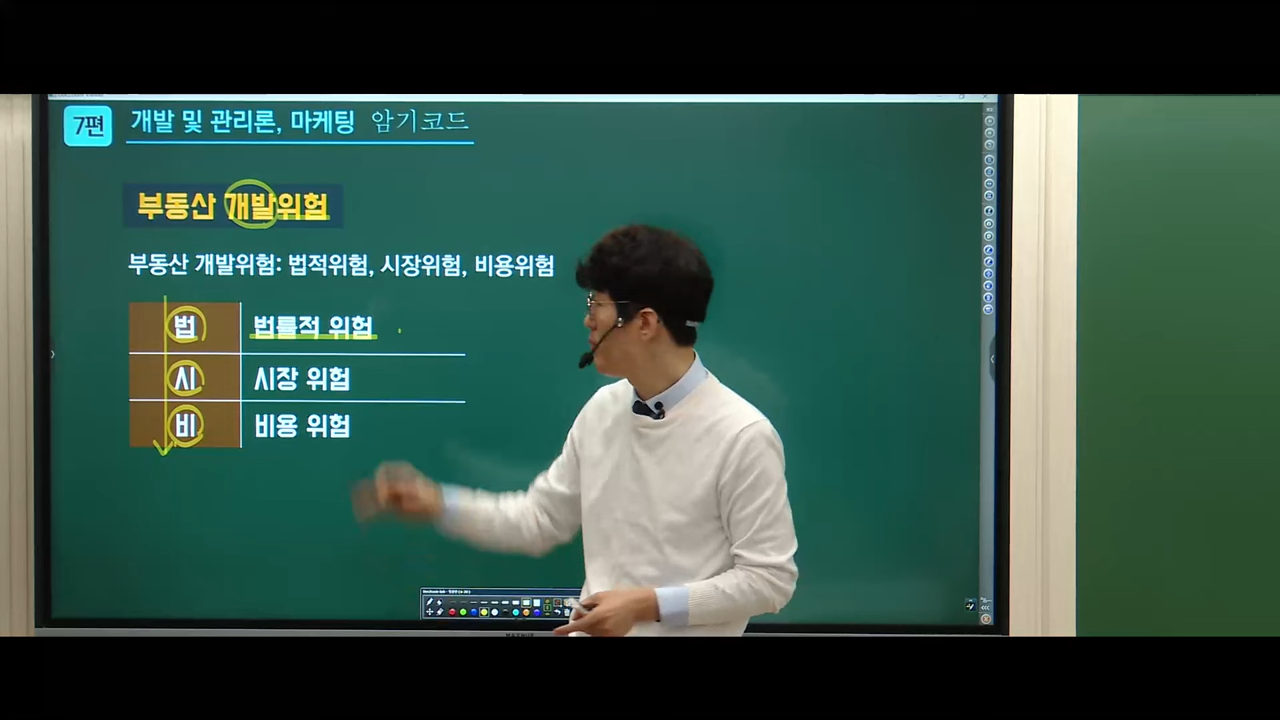 7편 개발 및 관리론, 마케팅 암기코드
부동산 개발위험
부동산 개발위험: 법적위험, 시장위험, 비용위험
법 법률적 위험
시 시장 위험
비 비용 위험